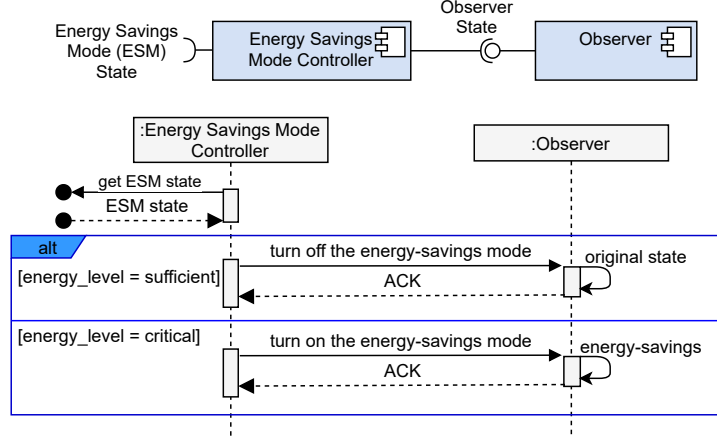 Energy Savings
Mode (ESM)
State
Energy Savings
Mode Controller
Observer
State
Observer
:Energy Savings Mode
Controller
:Observer
get ESM state
ESM state
alt
turn off the energy-savings mode
original state
[energy_level = sufficient]
ACK
[energy_level = critical]
turn on the energy-savings mode
energy-savings
ACK